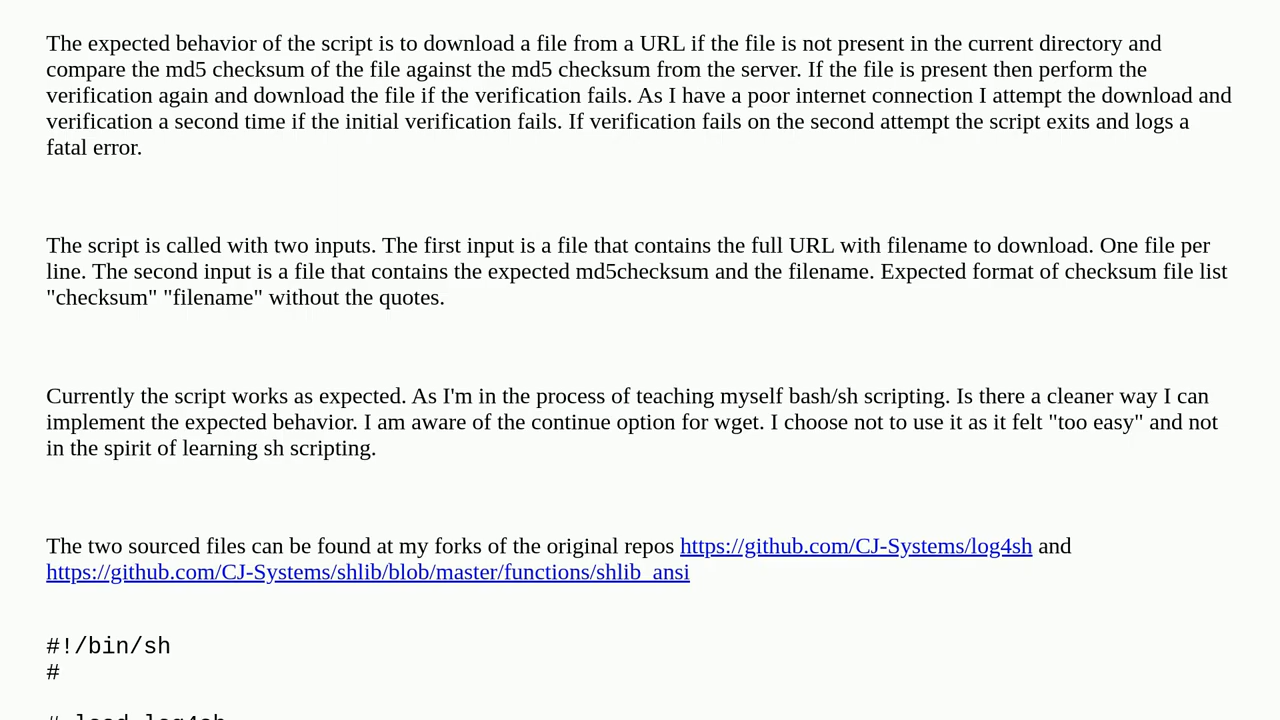 The expected behavior of the script is to download a file from a URL if the file is not present in the current directory and
compare the md5 checksum of the file against the md5 checksum from the server. If the file is present then perform the
verification again and download the file if the verification fails. As I have a poor internet connection I attempt the download and
verification a second time if the initial verification fails. If verification fails on the second attempt the script exits and logs a
fatal error.
The script is called with two inputs. The first input is a file that contains the full URL with filename to download. One file per
line. The second input is a file that contains the expected md5checksum and the filename. Expected format of checksum file list
"checksum" "filename" without the quotes.
Currently the script works as expected. As I'm in the process of teaching myself bash/sh scripting. Is there a cleaner way I can
implement the expected behavior. I am aware of the continue option for wget. I choose not to use it as it felt "too easy" and not
in the spirit of learning sh scripting.
The two sourced files can be found at my forks of the original repos https://github.com/CJ-Systems/log4sh and
https://github.com/CJ-Systems/shlib/blob/master/functions/shlib_ansi
#!/bin/sh
#
# load log4sh